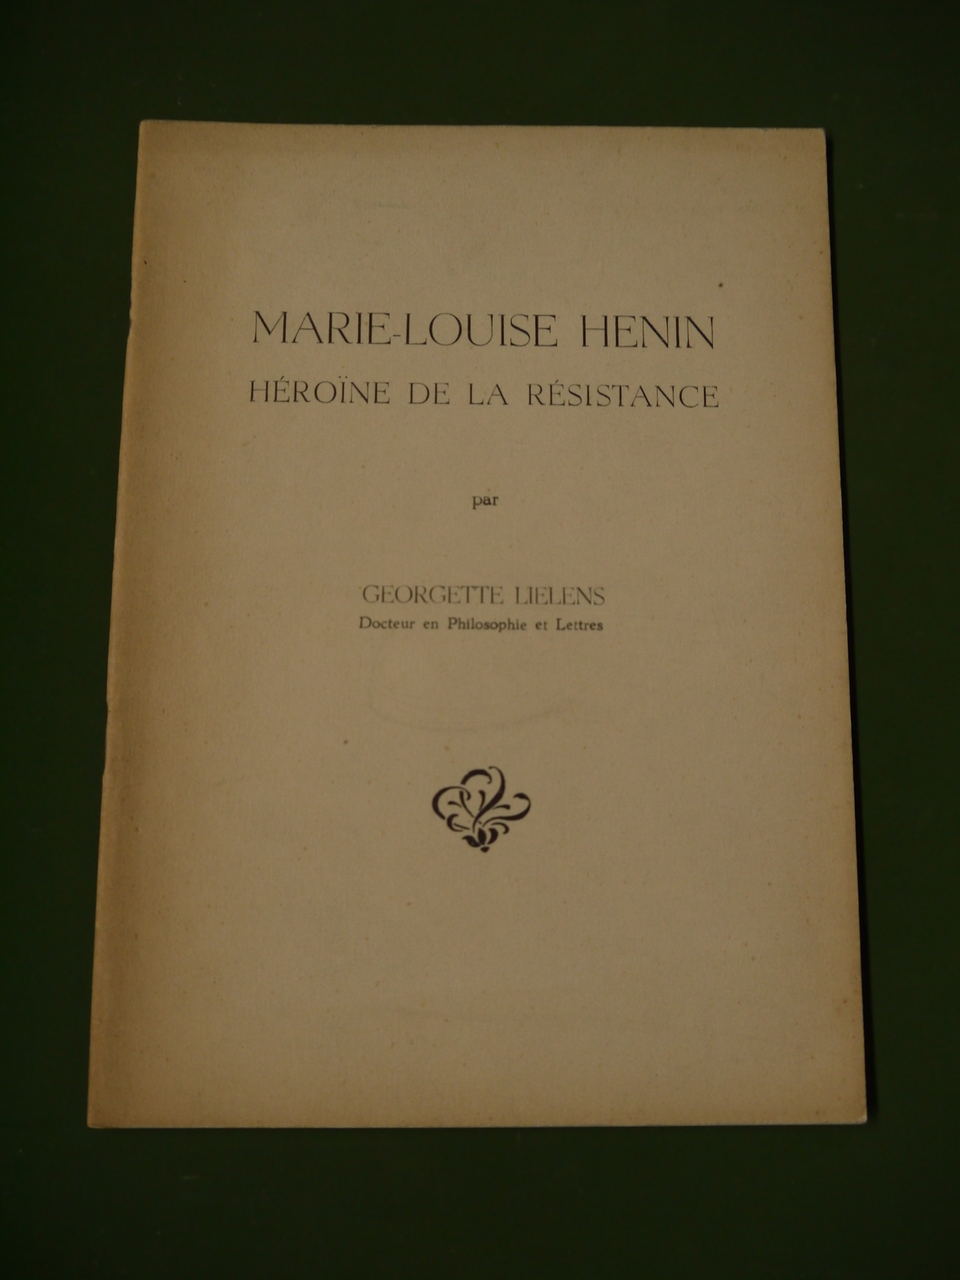 MARIE-LOUISE HENIN
HÉROÏNE DE LA RÉSISTANCE
par
GEORGETTE LIELENS
Docteur en Philosophie et Lettres